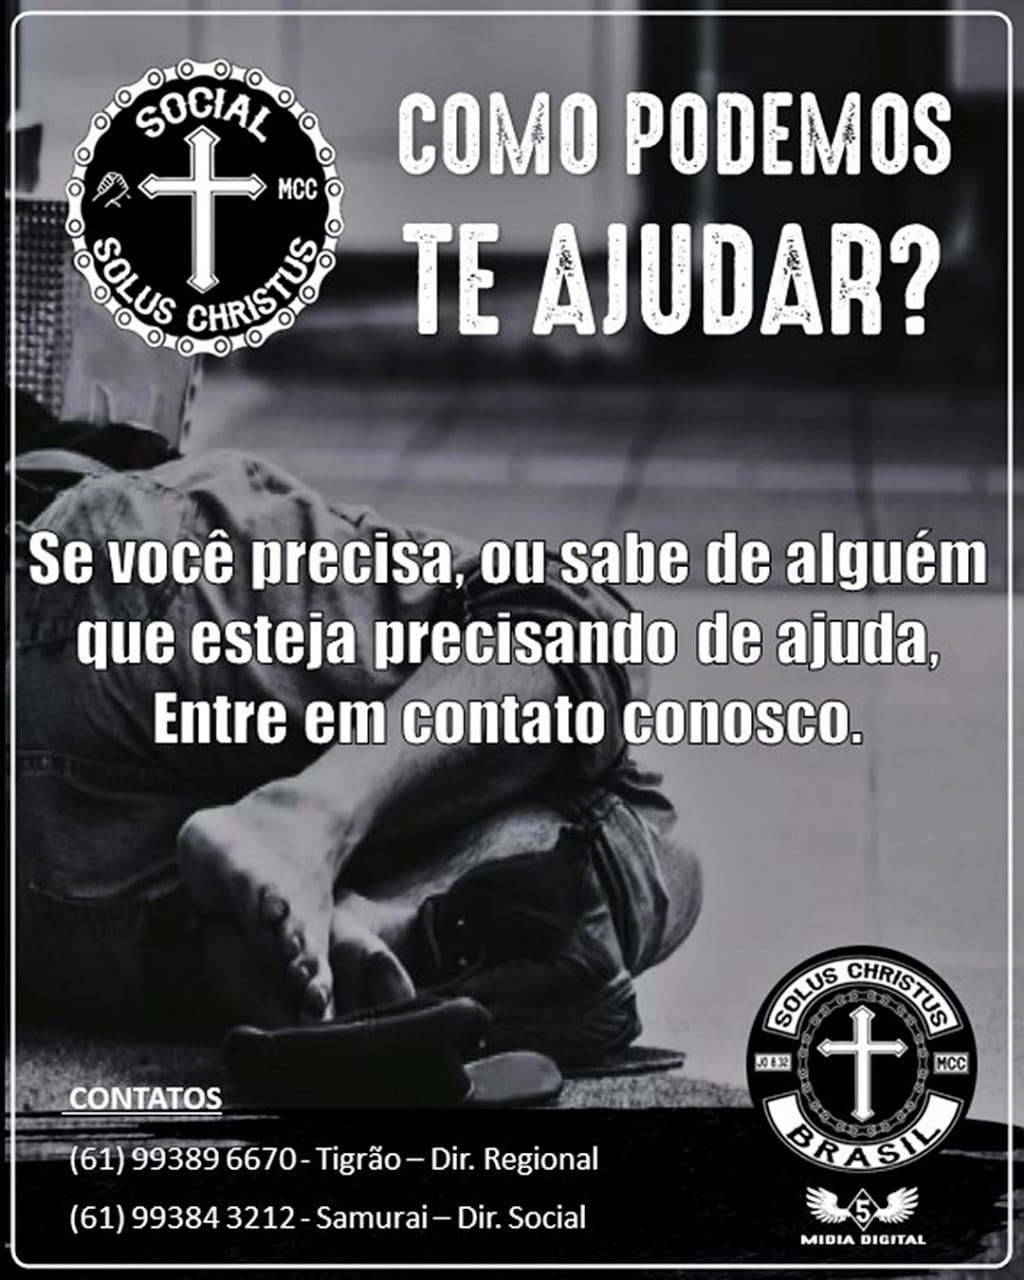 SOCIAL
MCC
SOLUS CHRISTUS
COMO PODEMOS
TE AJUDAR?
Se você precisa, ou sabe de alguém
que esteja precisando de ajuda,
Entre em contato conosco.
SOLUS CHRISTUS
JO 8:32
MCC
BRASIL
CONTATOS
(61) 99389 6670 - Tigrão – Dir. Regional
(61) 99384 3212 - Samurai – Dir. Social
5
MIDIA DIGITAL